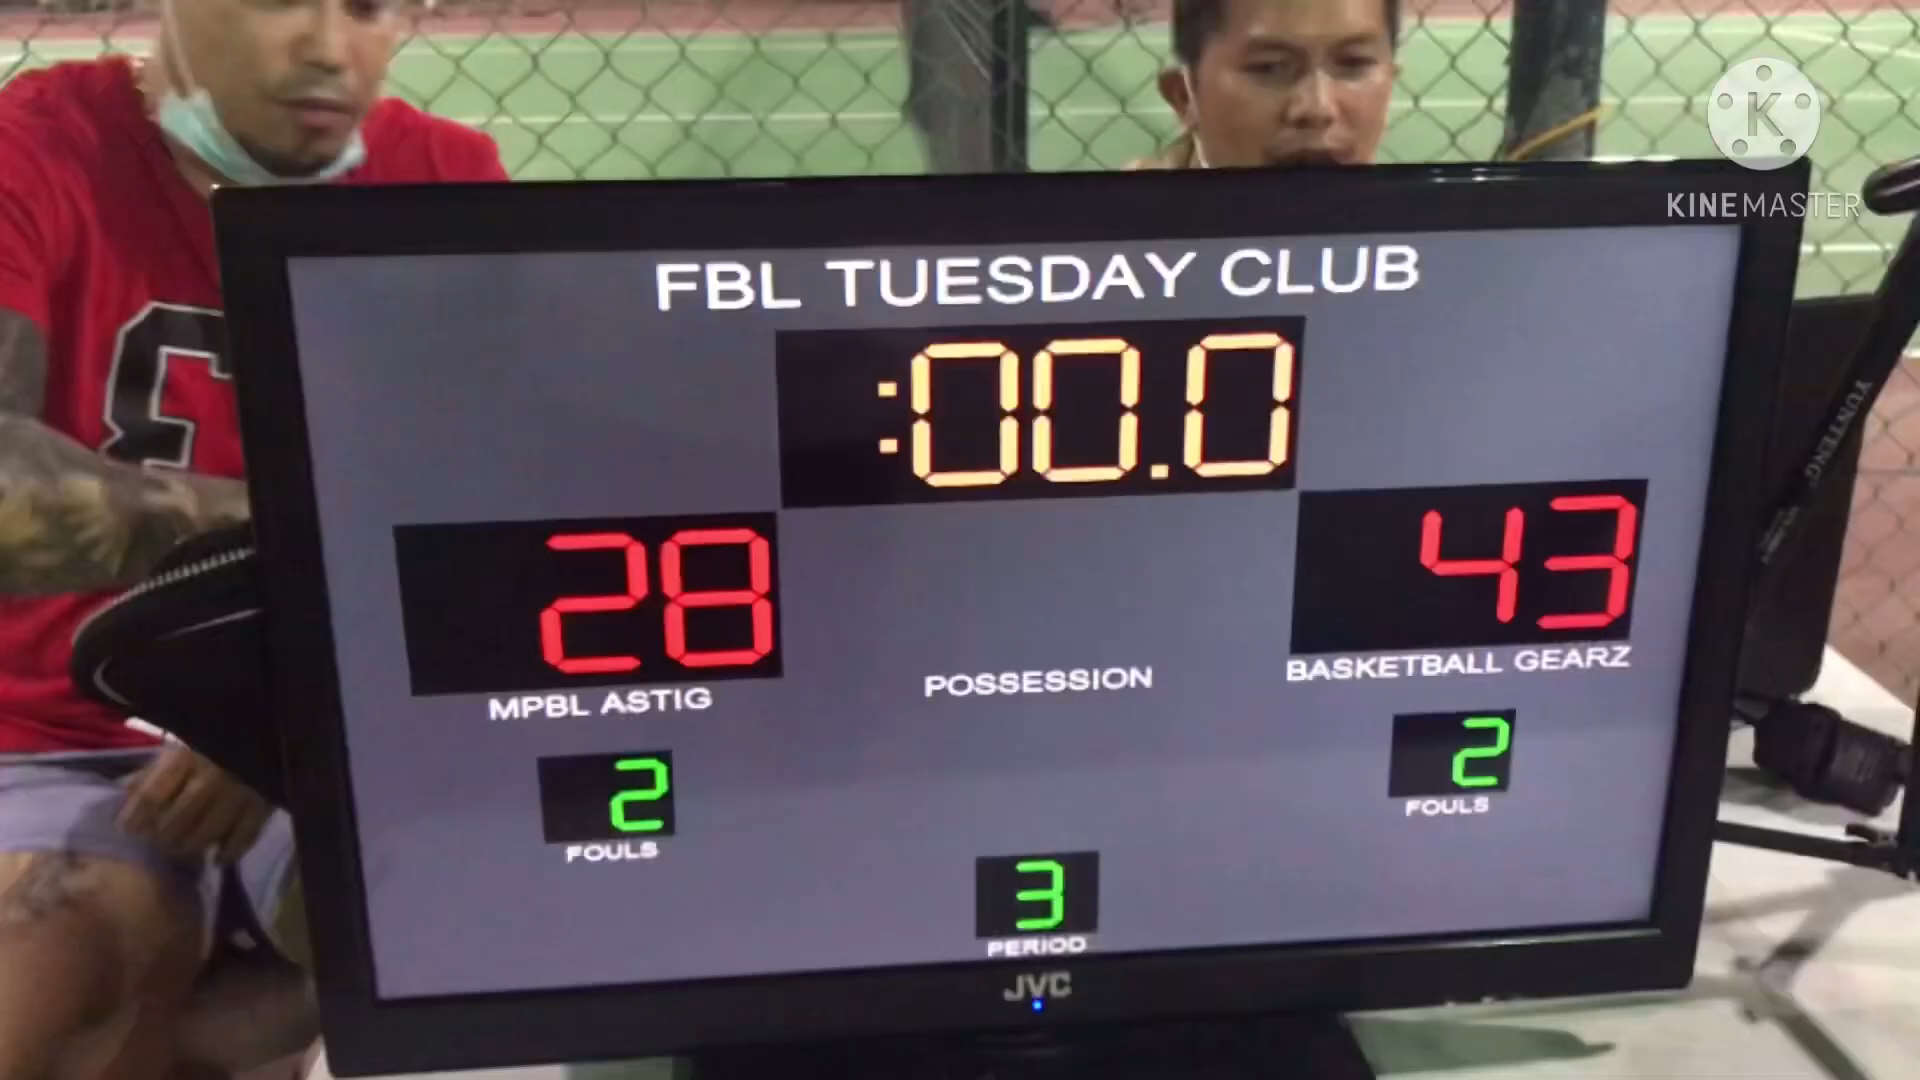 K
KINEMASTER
FBL TUESDAY CLUB
:00.0
28
43
MPBL ASTIG
POSSESSION
BASKETBALL GEARZ
2
2
FOULS
FOULS
3
PERIOD
JVC
YUNTENG